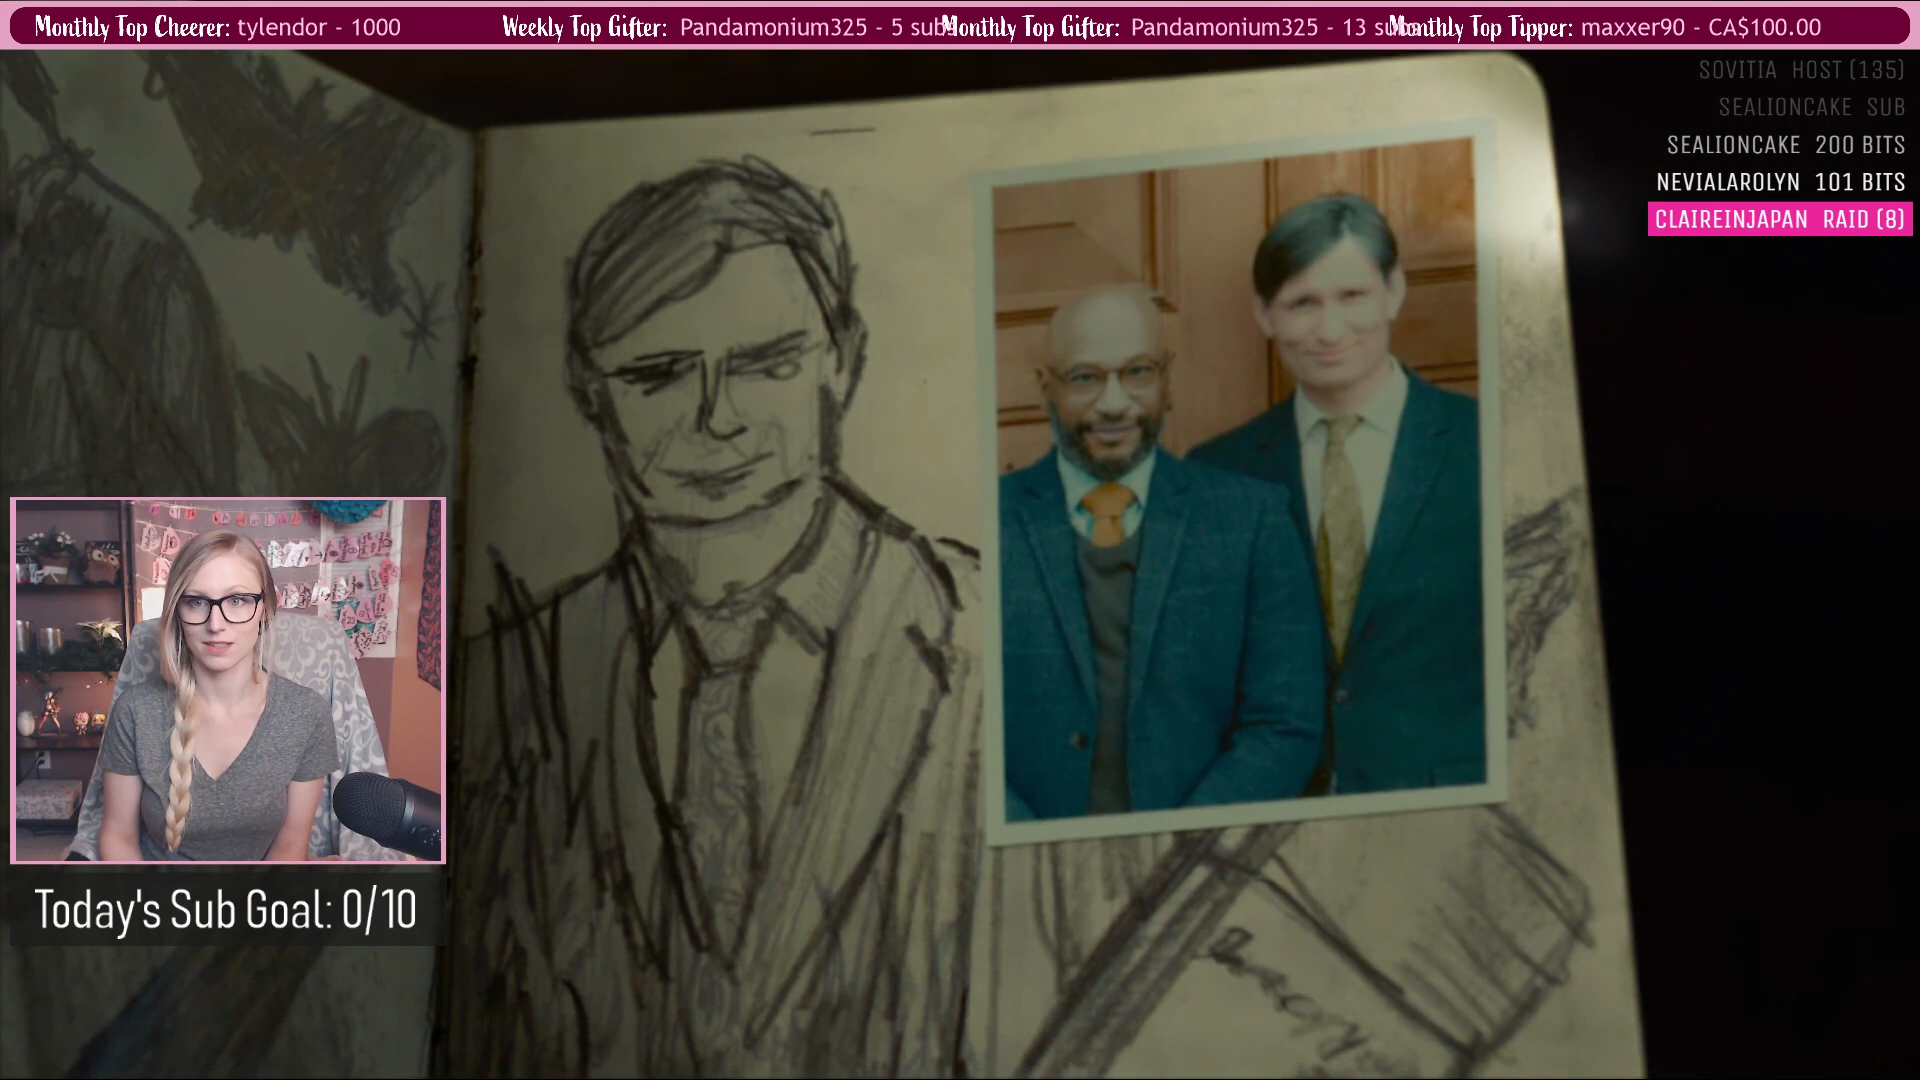 Monthly Top Cheerer: tylendor - 1000
Weekly Top Gifter: Pandamonium325 - 5 subs
Monthly Top Gifter: Pandamonium325 - 13 subs
Monthly Top Tipper: maxxer90 - CA$100.00
SOVITIA HOST (135)
SEALIONCAKE SUB
SEALIONCAKE 200 BITS
NEVIALAROLYN 101 BITS
CLAIREINJAPAN RAID (8)
Today's Sub Goal: 0/10